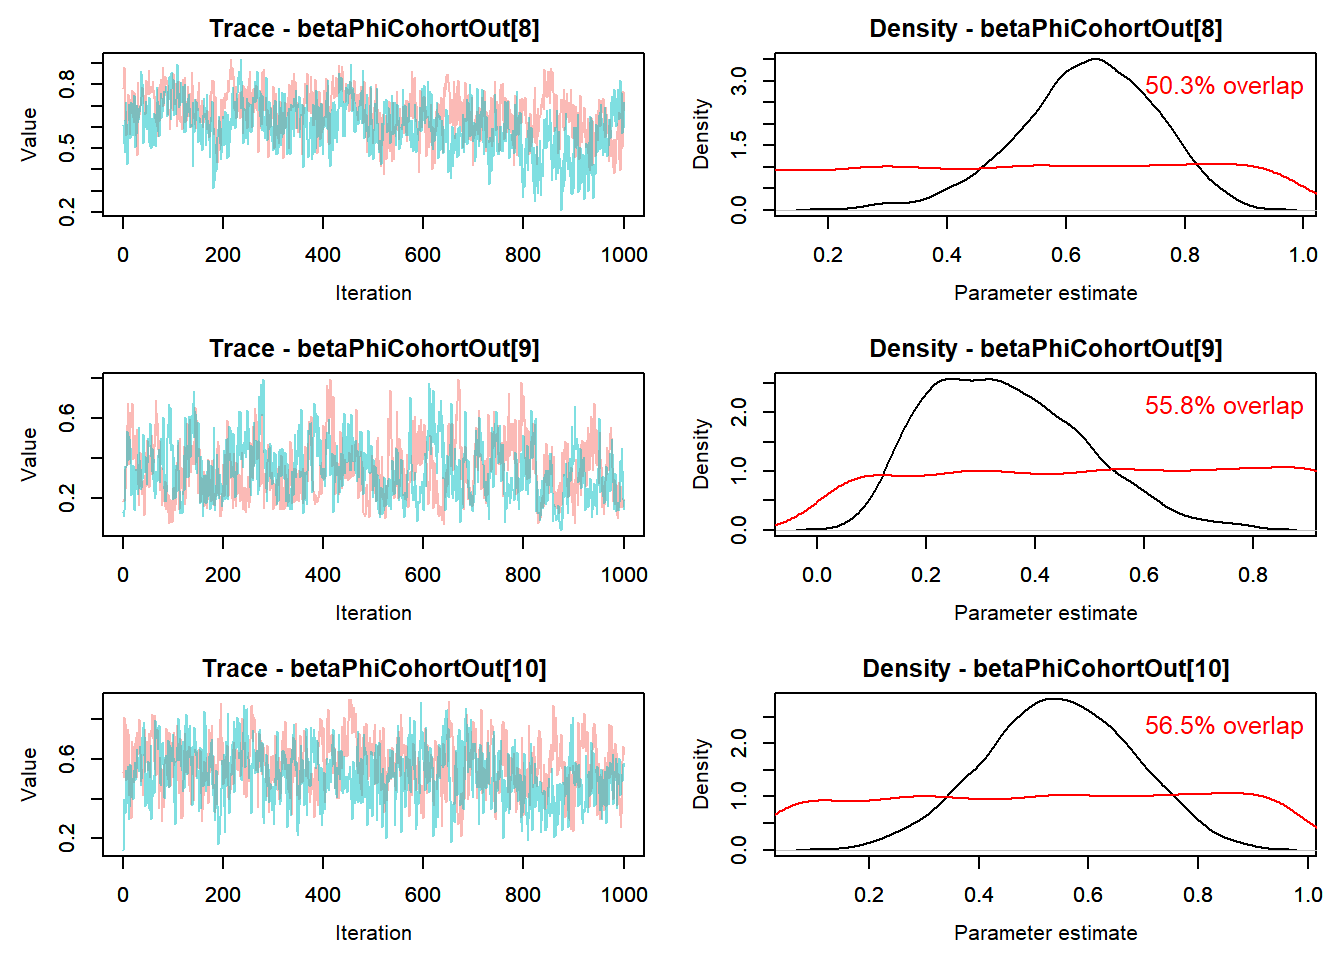 Trace - betaPhiCohortOut[8]
Value
0.2 0.5 0.8
0 200 400 600 800 1000
Iteration
Density - betaPhiCohortOut[8]
50.3% overlap
Density
0.0 1.5 3.0
0.2 0.4 0.6 0.8 1.0
Parameter estimate
Trace - betaPhiCohortOut[9]
Value
0.2 0.6
0 200 400 600 800 1000
Iteration
Density - betaPhiCohortOut[9]
55.8% overlap
Density
0.0 1.0 2.0
0.0 0.2 0.4 0.6 0.8
Parameter estimate
Trace - betaPhiCohortOut[10]
Value
0.2 0.6
0 200 400 600 800 1000
Iteration
Density - betaPhiCohortOut[10]
56.5% overlap
Density
0.0 1.0 2.0
0.2 0.4 0.6 0.8 1.0
Parameter estimate